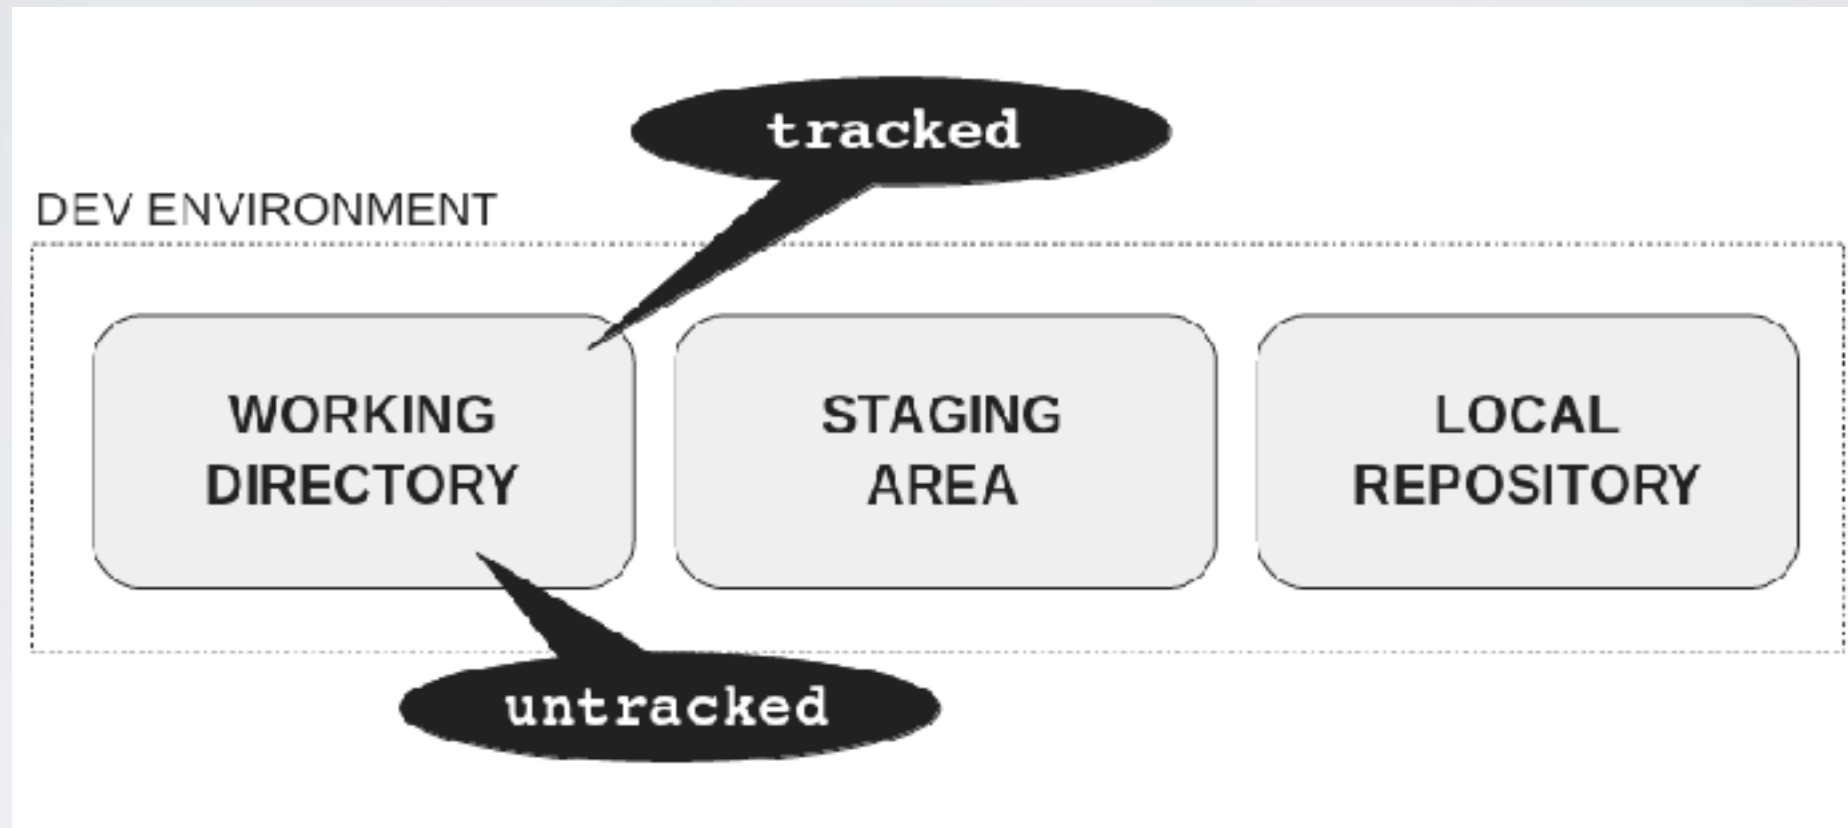 tracked
DEV ENVIRONMENT
WORKING
DIRECTORY
STAGING
AREA
LOCAL
REPOSITORY
untracked